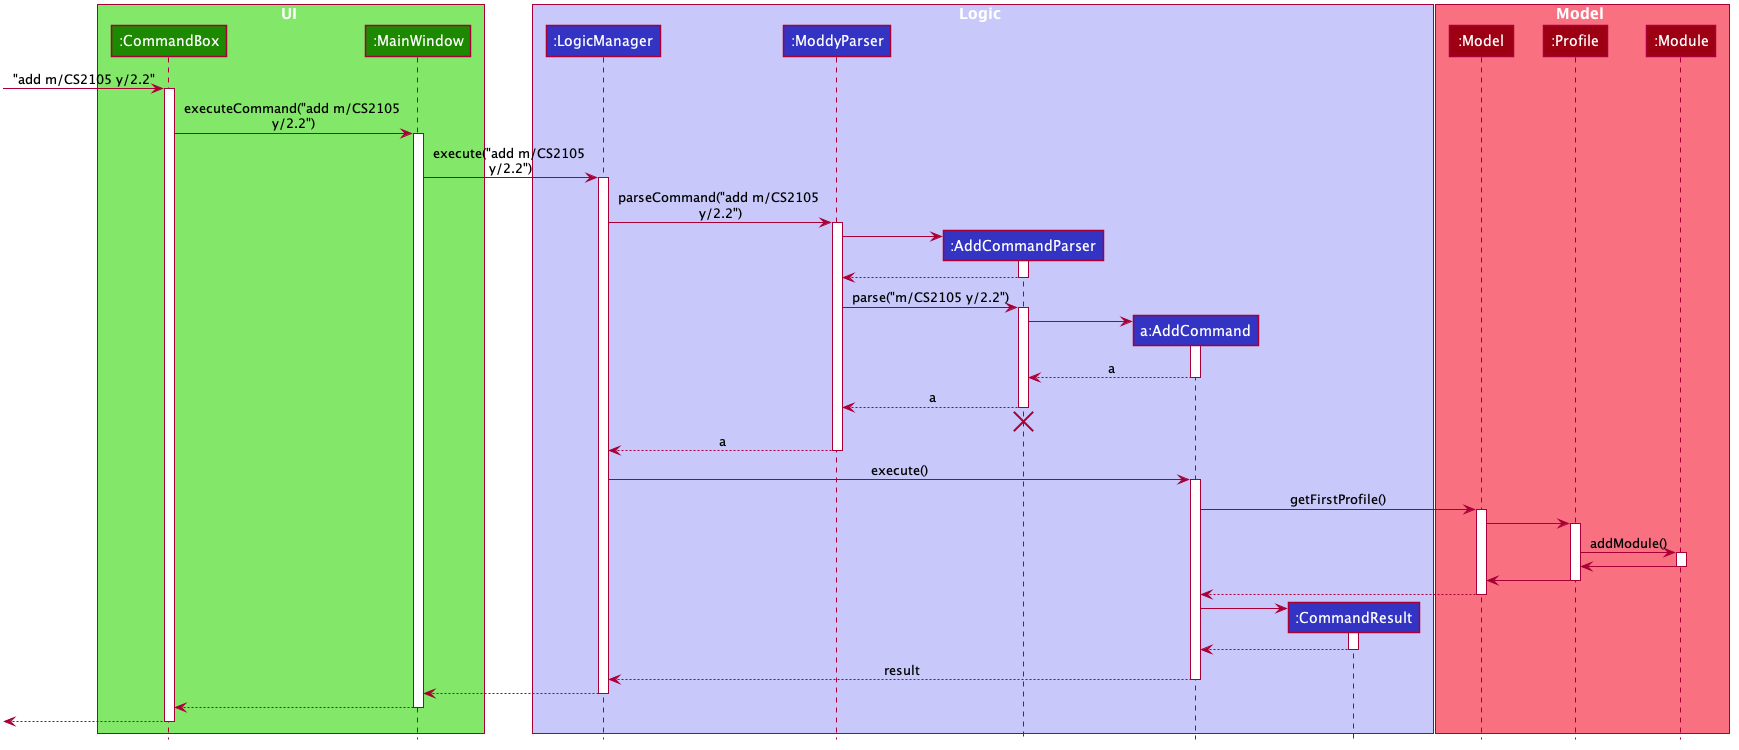 UI
Logic
Model
:CommandBox
:MainWindow
:LogicManager
:ModdyParser
:Model
:Profile
:Module
"add m/CS2105 y/2.2"
executeCommand("add m/CS2105
y/2.2")
execute("add m/CS2105
y/2.2")
parseCommand("add m/CS2105
y/2.2")
:AddCommandParser
parse("m/CS2105 y/2.2")
a:AddCommand
a
a
a
execute()
getFirstProfile()
addModule()
:CommandResult
result